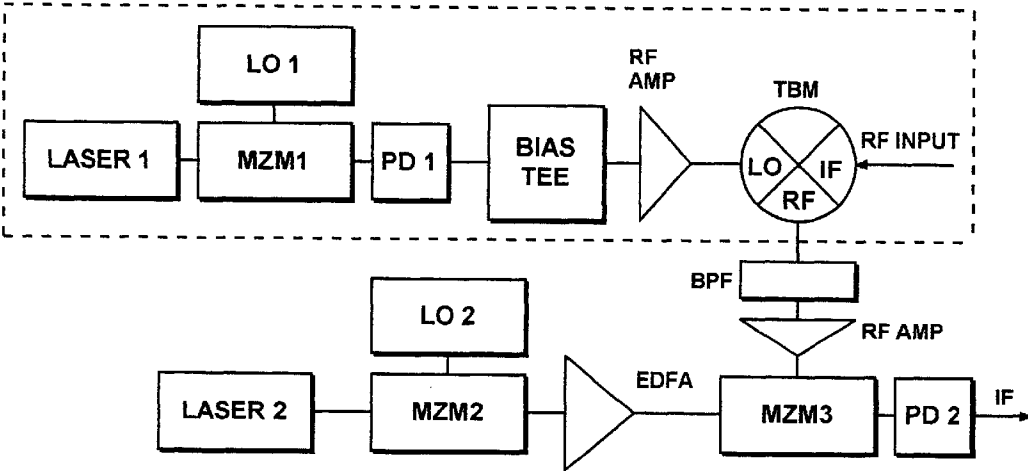 LO 1
RF
AMP
TBM
LASER 1
MZM1
PD 1
BIAS
TEE
LO
IF
RF
RF INPUT
BPF
LO 2
RF AMP
EDFA
LASER 2
MZM2
MZM3
PD 2
IF